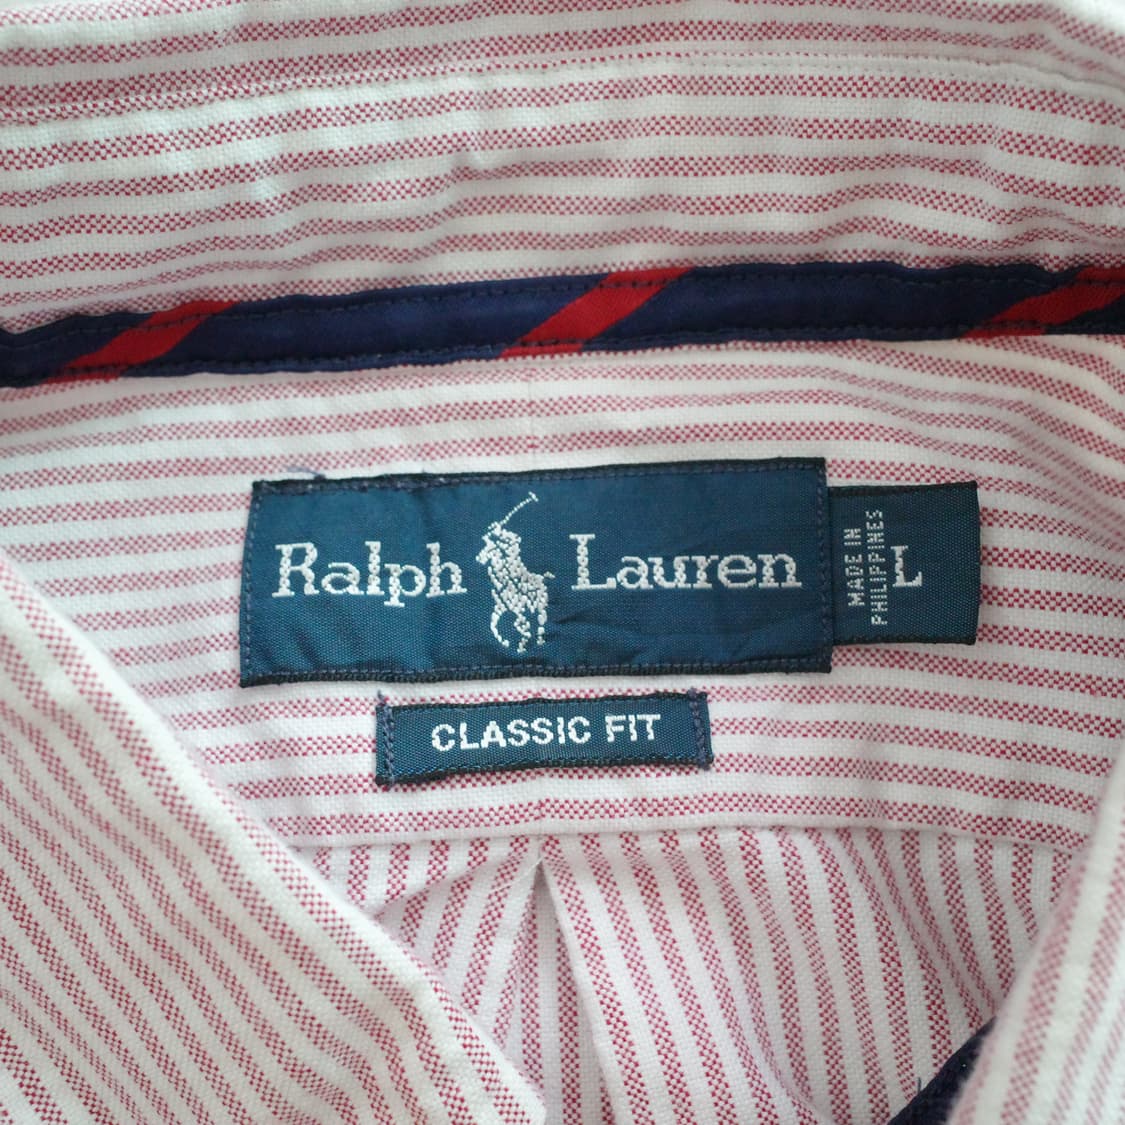 Ralph Lauren
MADE IN
PHILIPPINES
L
CLASSIC FIT